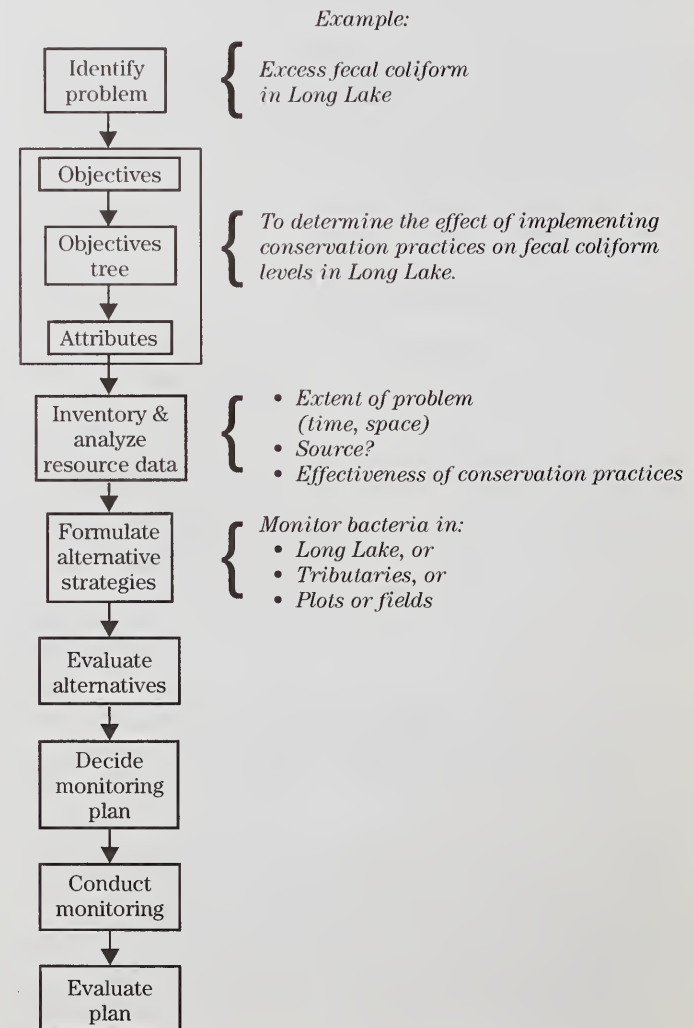 Example:
Identify
problem
Excess fecal coliform
in Long Lake
Objectives
Objectives
tree
Attributes
To determine the effect of implementing
conservation practices on fecal coliform
levels in Long Lake.
Inventory &
analyze
resource data
• Extent of problem
(time, space)
• Source?
• Effectiveness of conservation practices
Formulate
alternative
strategies
Monitor bacteria in:
• Long Lake, or
• Tributaries, or
• Plots or fields
Evaluate
alternatives
Decide
monitoring
plan
Conduct
monitoring
Evaluate
plan